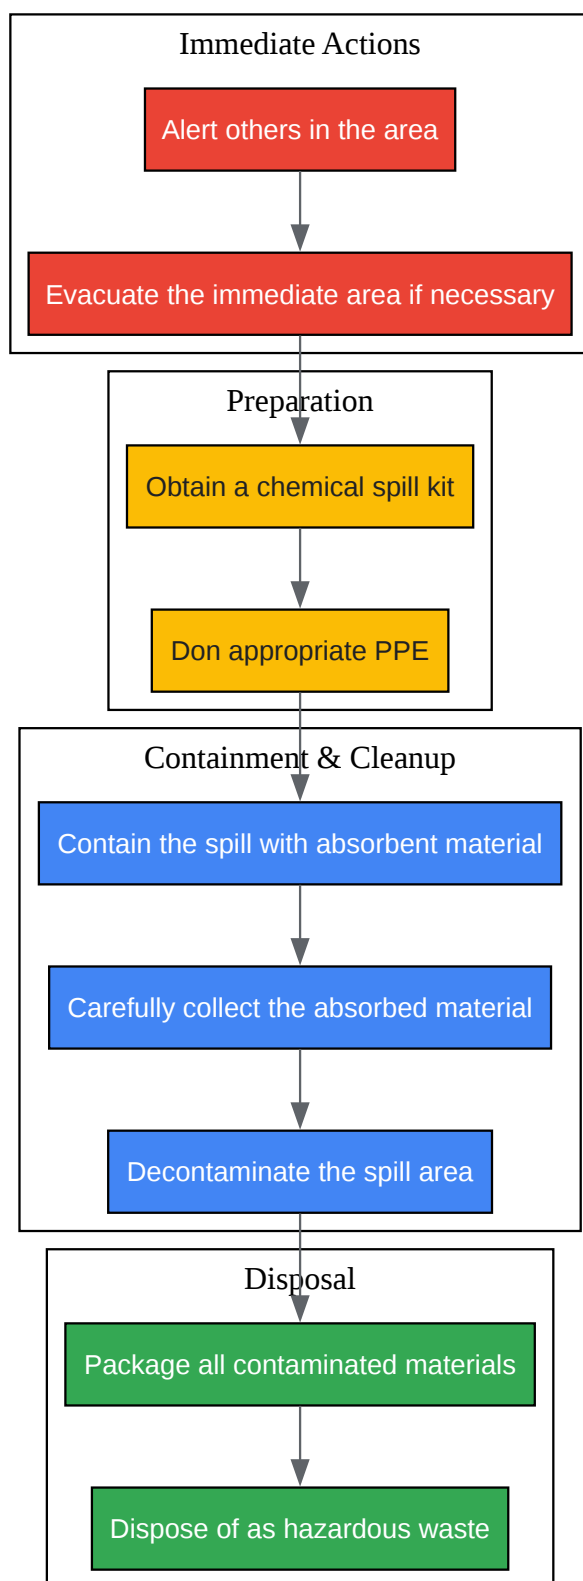 Immediate Actions
Alert others in the area
Evacuate the immediate area if necessary
Preparation
Obtain a chemical spill kit
Don appropriate PPE
Containment & Cleanup
Contain the spill with absorbent material
Carefully collect the absorbed material
Decontaminate the spill area
Disposal
Package all contaminated materials
Dispose of as hazardous waste